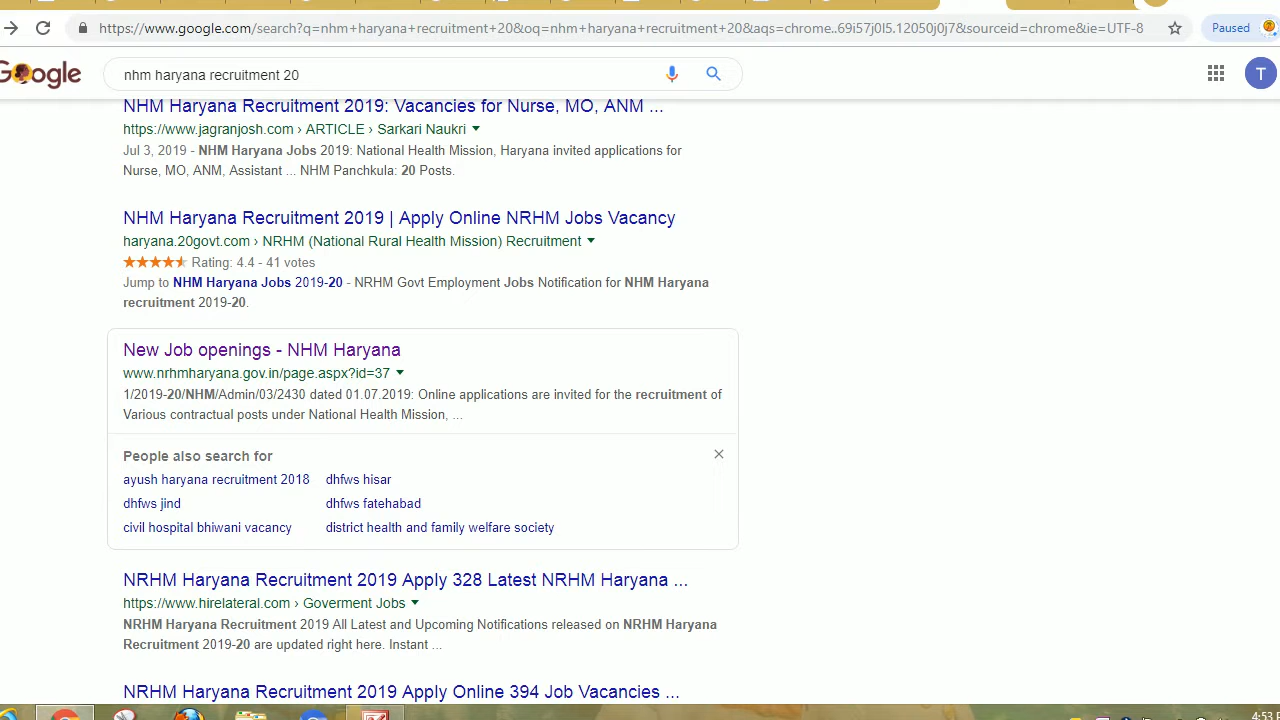 https://www.google.com/search?q=nhm+haryana+recruitment+20&oq=nhm+haryana+recruitment+20&aqs=chrome..69i57j0l5.12050j0j7&sourceid=chrome&ie=UTF-8
Paused
Google
nhm haryana recruitment 20
T
NHM Haryana Recruitment 2019: Vacancies for Nurse, MO, ANM ...
https://www.jagranjosh.com › ARTICLE › Sarkari Naukri
Jul 3, 2019 - NHM Haryana Jobs 2019: National Health Mission, Haryana invited applications for
Nurse, MO, ANM, Assistant ... NHM Panchkula: 20 Posts.
NHM Haryana Recruitment 2019 | Apply Online NRHM Jobs Vacancy
haryana.20govt.com › NRHM (National Rural Health Mission) Recruitment
Rating: 4.4 - 41 votes
Jump to NHM Haryana Jobs 2019-20 - NRHM Govt Employment Jobs Notification for NHM Haryana
recruitment 2019-20.
New Job openings - NHM Haryana
www.nrhmharyana.gov.in/page.aspx?id=37
1/2019-20/NHM/Admin/03/2430 dated 01.07.2019: Online applications are invited for the recruitment of
Various contractual posts under National Health Mission, ...
People also search for
ayush haryana recruitment 2018 dhfws hisar
dhfws jind dhfws fatehabad
civil hospital bhiwani vacancy district health and family welfare society
NRHM Haryana Recruitment 2019 Apply 328 Latest NRHM Haryana ...
https://www.hirelateral.com › Goverment Jobs
NRHM Haryana Recruitment 2019 All Latest and Upcoming Notifications released on NRHM Haryana
Recruitment 2019-20 are updated right here. Instant ...
NRHM Haryana Recruitment 2019 Apply Online 394 Job Vacancies ...
4:53